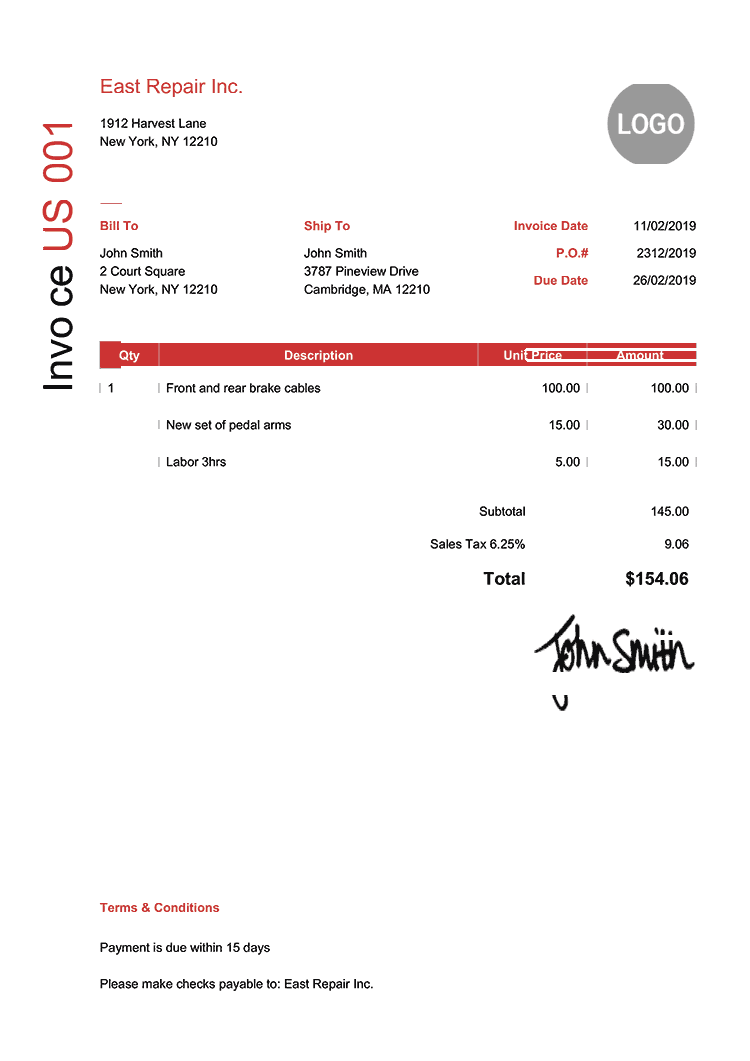 East Repair Inc.
1912 Harvest Lane
New York, NY 12210
LOGO
Invo ce US 001
Bill To
John Smith
2 Court Square
New York, NY 12210
Ship To
John Smith
3787 Pineview Drive
Cambridge, MA 12210
Invoice Date 11/02/2019
P.O.# 2312/2019
Due Date 26/02/2019
Qty Description Unit Price Amount
1 Front and rear brake cables 100.00 100.00
New set of pedal arms 15.00 30.00
Labor 3hrs 5.00 15.00
Subtotal 145.00
Sales Tax 6.25% 9.06
Total $154.06
John Smith
Terms & Conditions
Payment is due within 15 days
Please make checks payable to: East Repair Inc.